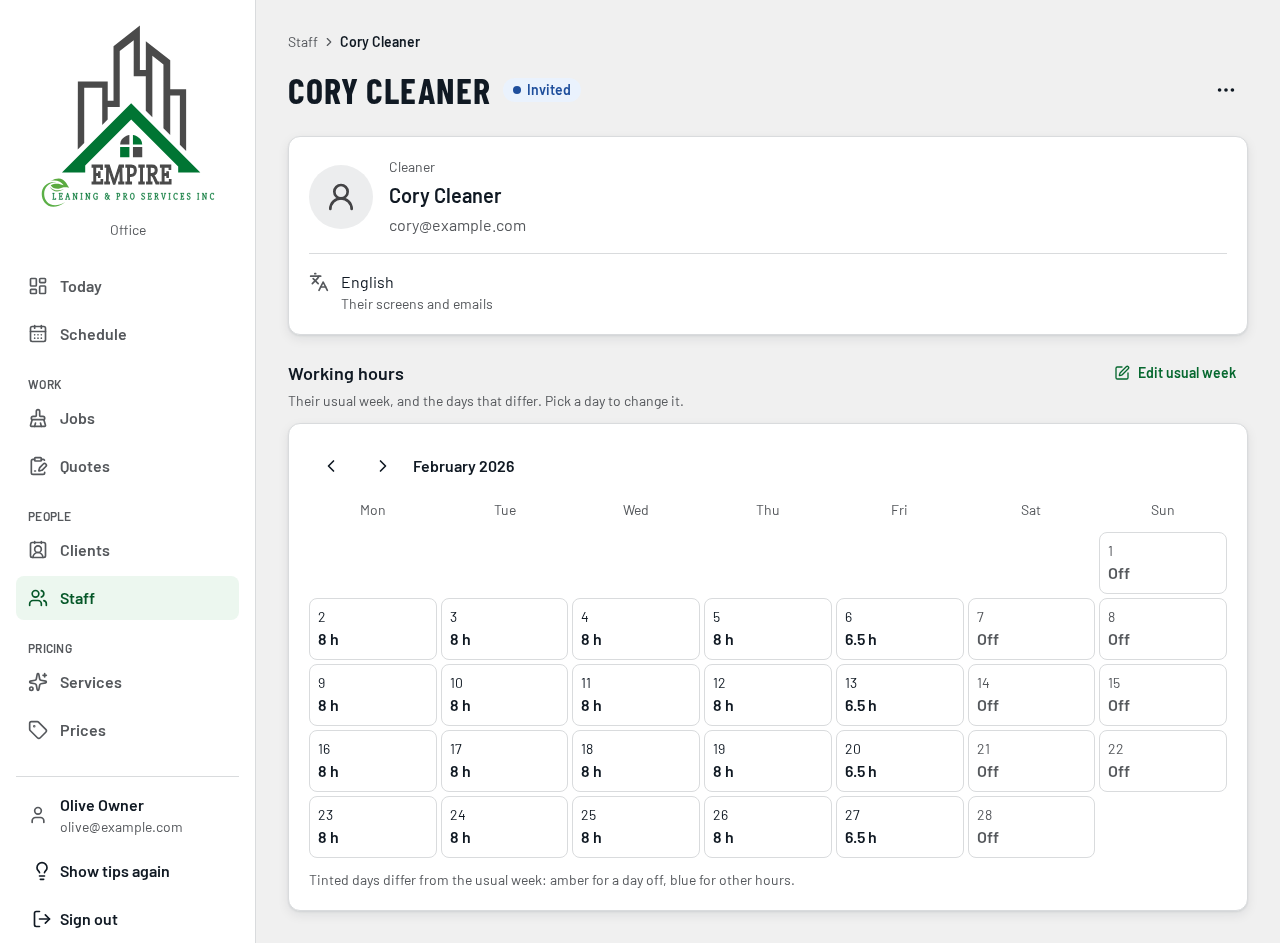 EMPIRE
LEANING & PRO SERVICES INC
Office
Today
Schedule
WORK
Jobs
Quotes
PEOPLE
Clients
Staff
PRICING
Services
Prices
Olive Owner
olive@example.com
Show tips again
Sign out
Staff > Cory Cleaner
CORY CLEANER
Invited
Cleaner
Cory Cleaner
cory@example.com
English
Their screens and emails
Working hours
Edit usual week
Their usual week, and the days that differ. Pick a day to change it.
February 2026
Mon Tue Wed Thu Fri Sat Sun
1
Off
2 3 4 5 6 7 8
8 h 8 h 8 h 8 h 6.5 h Off Off
9 10 11 12 13 14 15
8 h 8 h 8 h 8 h 6.5 h Off Off
16 17 18 19 20 21 22
8 h 8 h 8 h 8 h 6.5 h Off Off
23 24 25 26 27 28
8 h 8 h 8 h 8 h 6.5 h Off
Tinted days differ from the usual week: amber for a day off, blue for other hours.